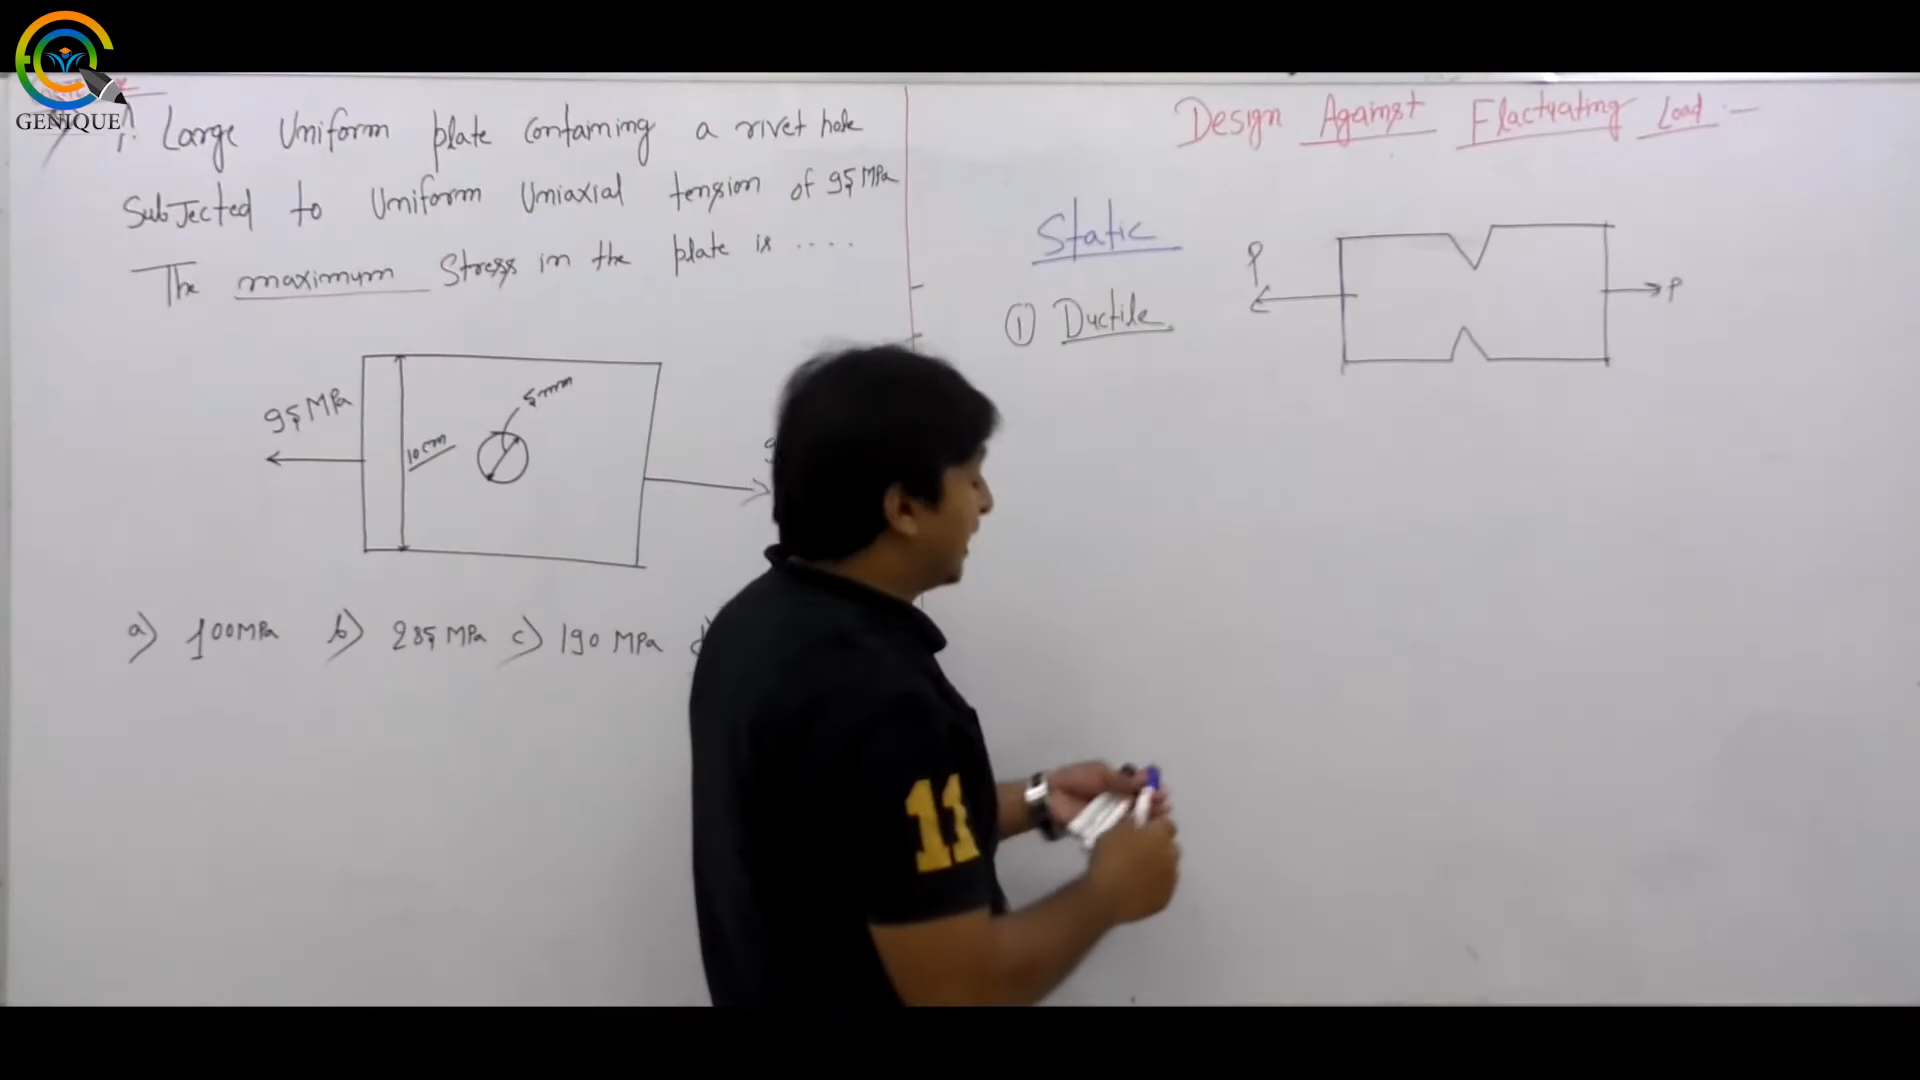 GENIQUE
1. Large Uniform plate Containing a rivet hole
SubJected to Uniform Uniaxial tension of 95 MPa
The maximum Stress in the plate is ....
95 MPa
10cm
5mm
a) 100MPa b) 285 MPa c) 190 MPa d)
Design Against Flactuating Load :-
Static
① Ductile
P
P
11